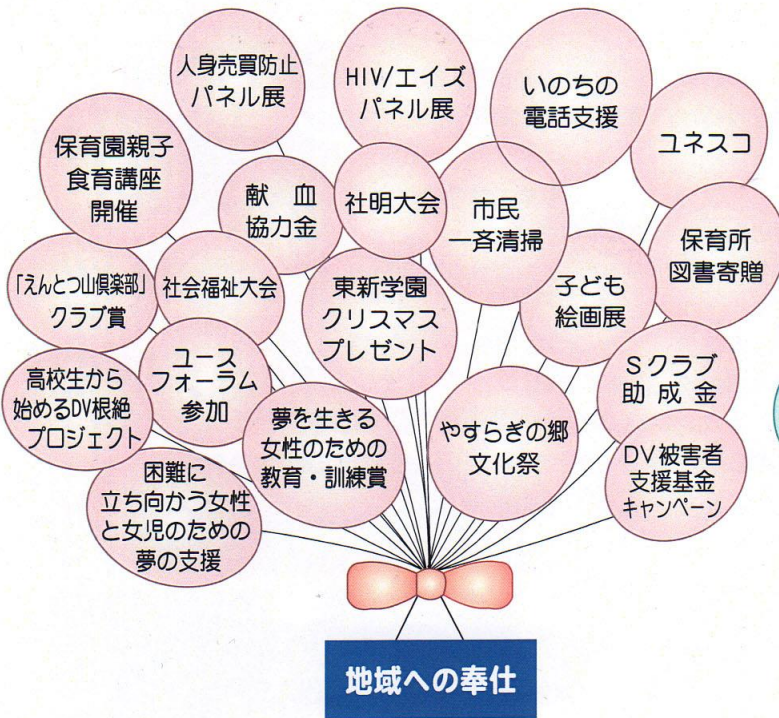 人身売買防止
パネル展
HIV/エイズ
パネル展
いのちの
電話支援
ユネスコ
保育園親子
食育講座
開催
献 血
協力金
社明大会
市民
一斉清掃
保育所
図書寄贈
「えんとつ山倶楽部」
クラブ賞
社会福祉大会
東新学園
クリスマス
プレゼント
子ども
絵画展
高校生から
始めるDV根絶
プロジェクト
ユース
フォーラム
参加
夢を生きる
女性のための
教育・訓練賞
やすらぎの郷
文化祭
Sクラブ
助 成 金
DV被害者
支援基金
キャンペーン
困難に
立ち向かう女性
と女児のための
夢の支援
地域への奉仕